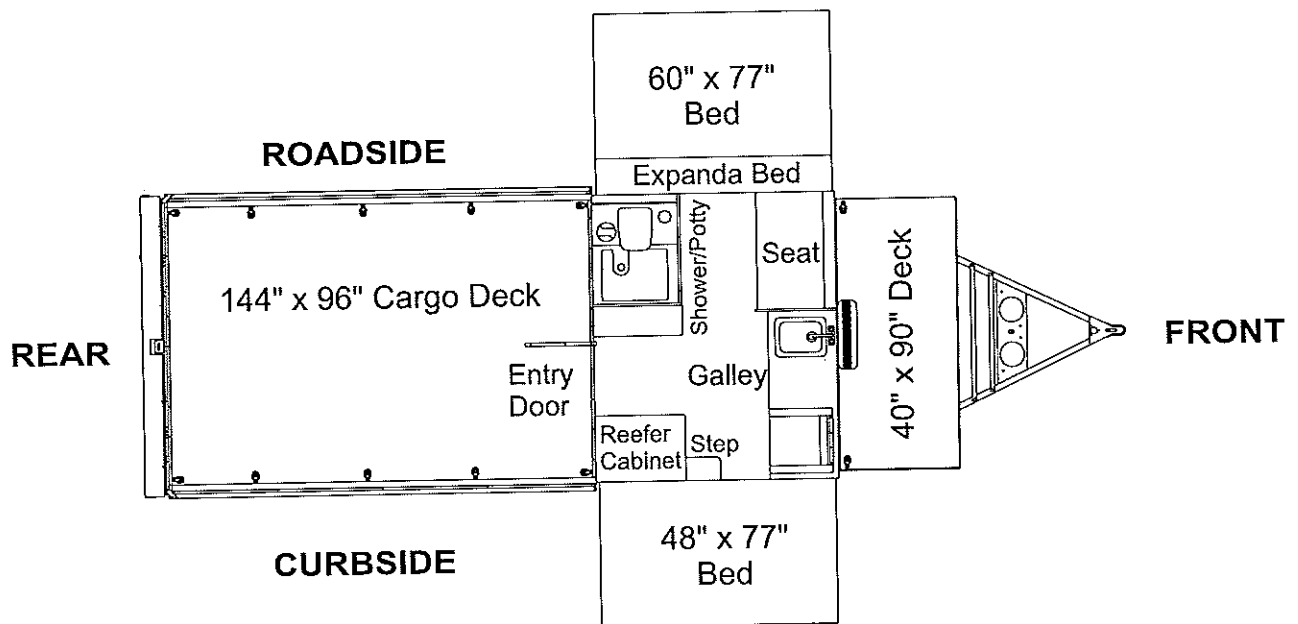 60" x 77"
Bed
ROADSIDE
Expanda Bed
Shower/Potty
Seat
144" x 96" Cargo Deck
40" x 90" Deck
REAR
FRONT
Entry
Door
Galley
Reefer
Cabinet
Step
48" x 77"
Bed
CURBSIDE